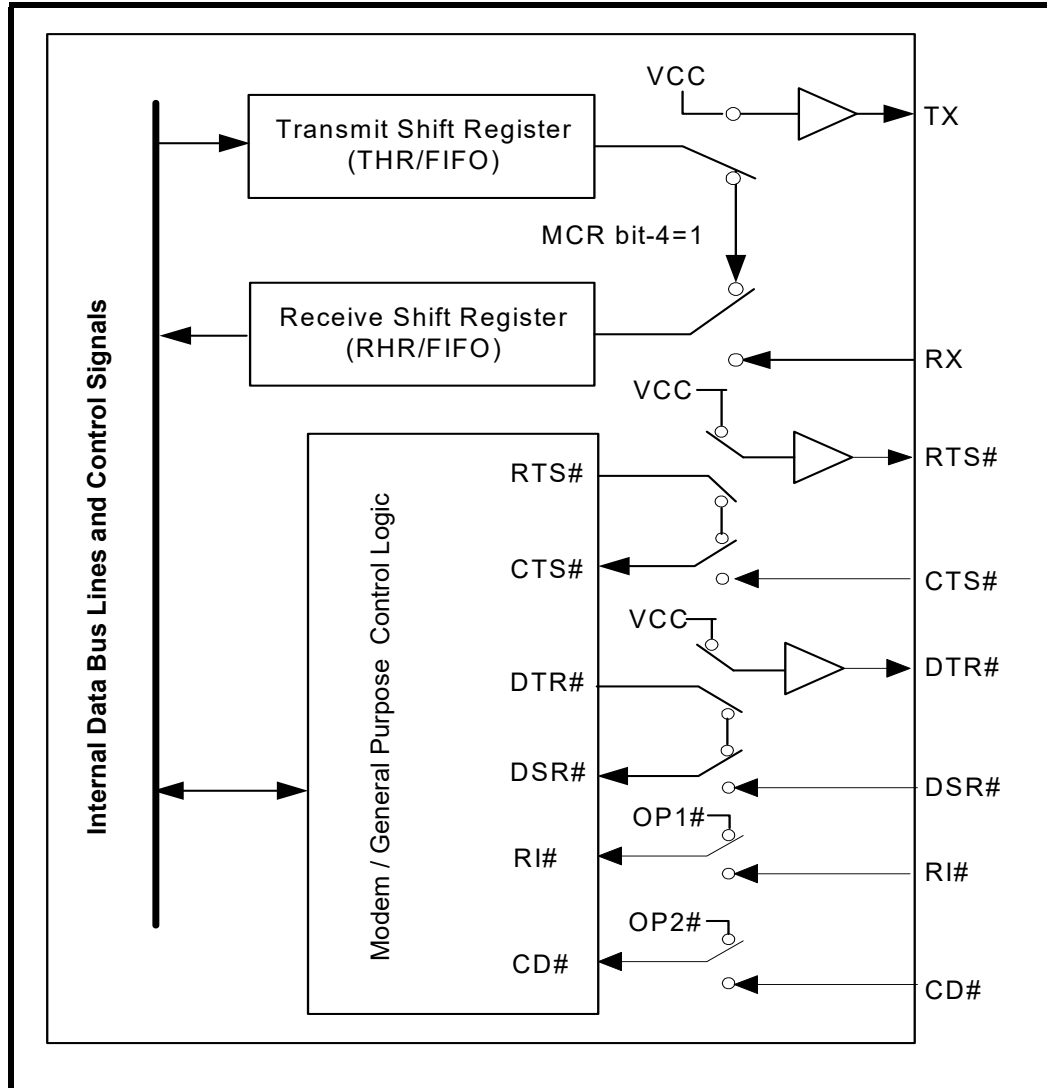 VCC
TX
Transmit Shift Register
(THR/FIFO)
MCR bit-4=1
Receive Shift Register
(RHR/FIFO)
RX
VCC
RTS#
RTS#
CTS#
CTS#
VCC
DTR#
DTR#
DSR#
DSR#
OP1#
RI#
RI#
OP2#
CD#
CD#
Internal Data Bus Lines and Control Signals
Modem / General Purpose Control Logic